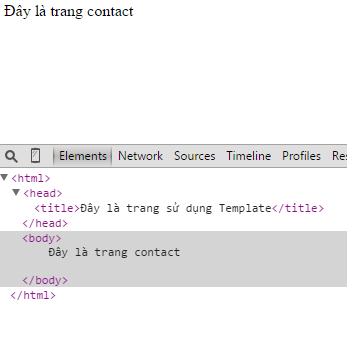 Đây là trang contact
Elements Network Sources Timeline Profiles Res
<html>
<head>
<title>Đây là trang sử dụng Template</title>
</head>
<body>
Đây là trang contact
</body>
</html>